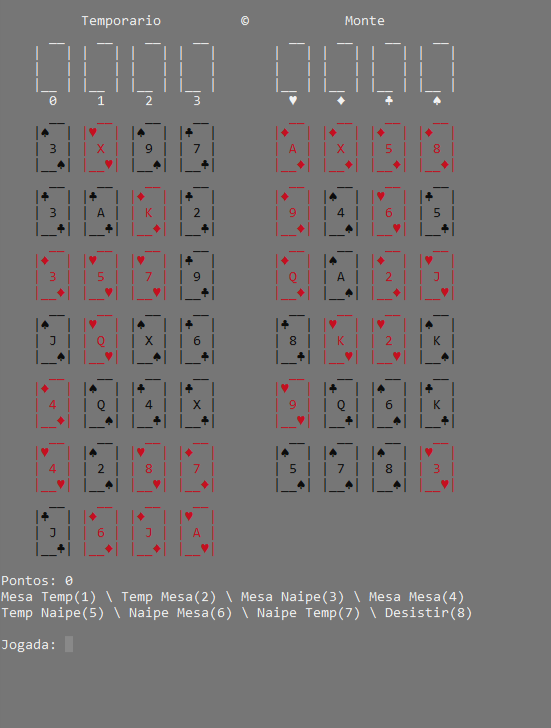 Temporario © Monte
0 1 2 3 ♥ ♦ ♣ ♠
♠ ♥ ♠ ♣ ♦ ♦ ♦ ♦
3 X 9 7 A X 5 8
♠ ♥ ♠ ♣ ♦ ♦ ♦ ♦
♣ ♣ ♦ ♣ ♦ ♠ ♥ ♣
3 A K 2 9 4 6 5
♣ ♣ ♦ ♣ ♦ ♠ ♥ ♣
♦ ♥ ♥ ♣ ♦ ♠ ♦ ♥
3 5 7 9 Q A 2 J
♦ ♥ ♥ ♣ ♦ ♠ ♦ ♥
♠ ♥ ♠ ♣ ♣ ♥ ♥ ♠
J Q X 6 8 K 2 K
♠ ♥ ♠ ♣ ♣ ♥ ♥ ♠
♦ ♠ ♣ ♣ ♥ ♣ ♠ ♣
4 Q 4 X 9 Q 6 K
♦ ♠ ♣ ♣ ♥ ♣ ♠ ♣
♥ ♠ ♥ ♦ ♠ ♠ ♠ ♥
4 2 8 7 5 7 8 3
♥ ♠ ♥ ♦ ♠ ♠ ♠ ♥
♣ ♦ ♦ ♥
J 6 J A
♣ ♦ ♦ ♥
Pontos: 0
Mesa Temp(1) \ Temp Mesa(2) \ Mesa Naipe(3) \ Mesa Mesa(4)
Temp Naipe(5) \ Naipe Mesa(6) \ Naipe Temp(7) \ Desistir(8)
Jogada: